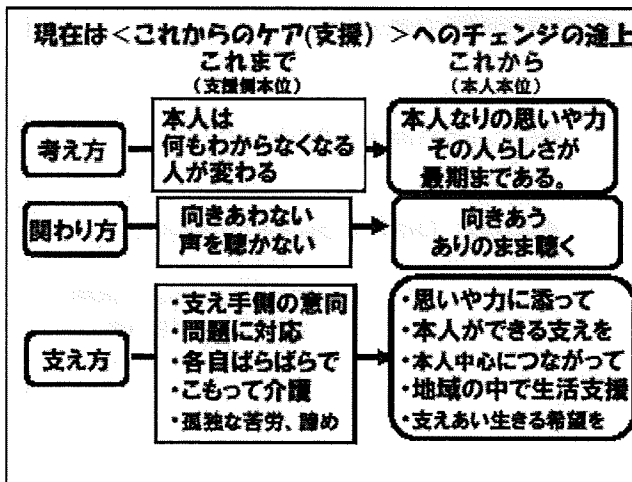 現在は<これからのケア(支援)>へのチェンジの途上
これまで
(支援側本位)
これから
(本人本位)
考え方
本人は
何もわからなくなる
人が変わる
本人なりの思いや力
その人らしさが
最期まである。
関わり方
向きあわない
声を聴かない
向きあう
ありのまま聴く
支え方
・支え手側の意向
・問題に対応
・各自ばらばらで
・こもって介護
・孤独な苦労、諦め
・思いや力に添って
・本人ができる支えを
・本人中心につながって
・地域の中で生活支援
・支えあい生きる希望を